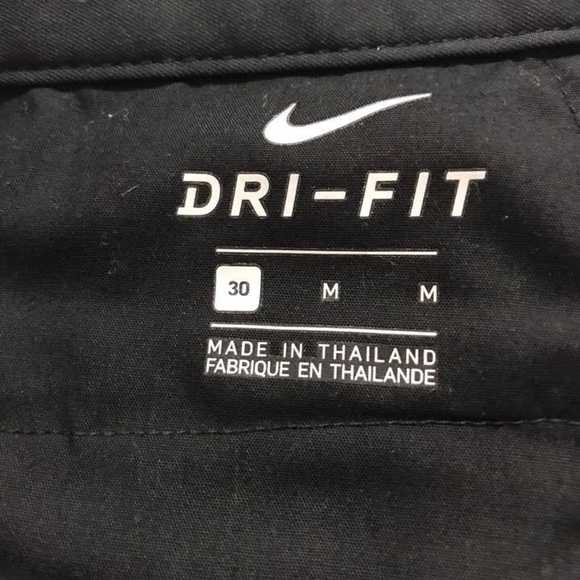 DRI-FIT
30 M M
MADE IN THAILAND
FABRIQUE EN THAILANDE